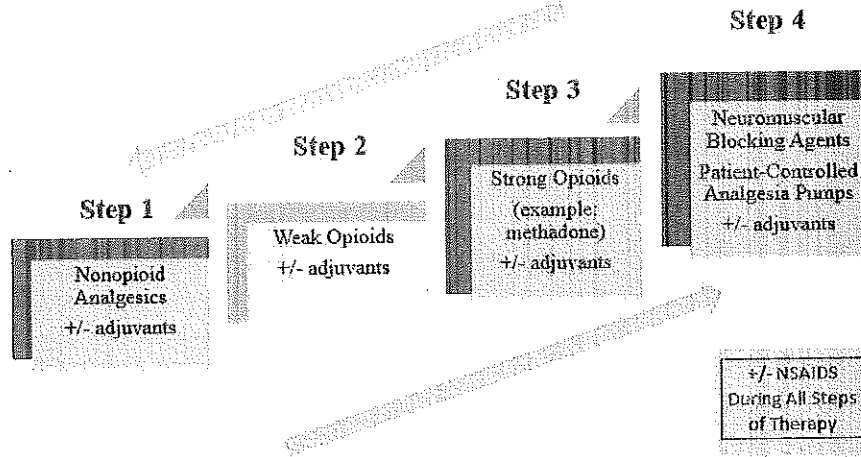 Step 1
Nonopioid
Analgesics
+/- adjuvants
Step 2
Weak Opioids
+/- adjuvants
Step 3
Strong Opioids
(example:
methadone)
+/- adjuvants
Step 4
Neuromuscular
Blocking Agents
Patient-Controlled
Analgesia Pumps
+/- adjuvants
+/- NSAIDS
During All Steps
of Therapy